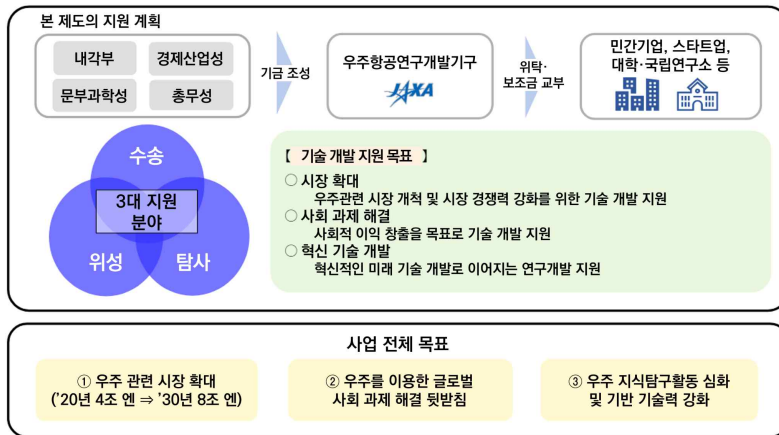 본 제도의 지원 계획
내각부
경제산업성
문부과학성
총무성
기금 조성
우주항공연구개발기구
JAXA
위탁·
보조금 교부
민간기업, 스타트업,
대학·국립연구소 등
수송
3대 지원
분야
위성
탐사
【 기술 개발 지원 목표 】
○ 시장 확대
우주관련 시장 개척 및 시장 경쟁력 강화를 위한 기술 개발 지원
○ 사회 과제 해결
사회적 이익 창출을 목표로 기술 개발 지원
○ 혁신 기술 개발
혁신적인 미래 기술 개발로 이어지는 연구개발 지원
사업 전체 목표
① 우주 관련 시장 확대
('20년 4조 엔 ⇒ '30년 8조 엔)
② 우주를 이용한 글로벌
사회 과제 해결 뒷받침
③ 우주 지식탐구활동 심화
및 기반 기술력 강화